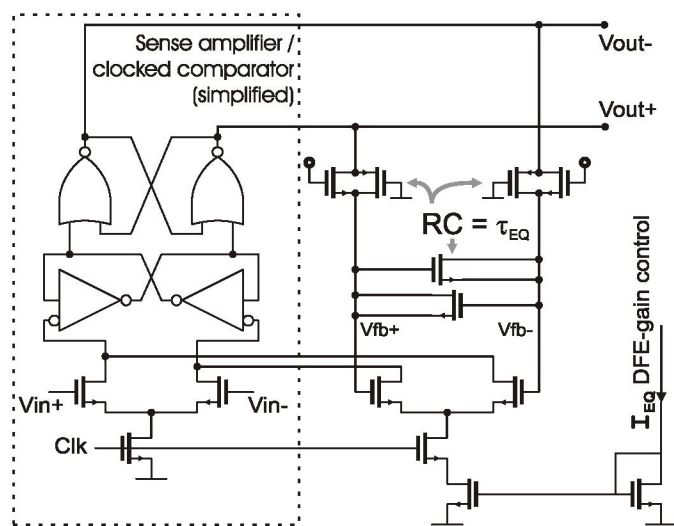 Sense amplifier /
clocked comparator
(simplified)
Vout-
Vout+
RC = τEQ
Vfb+
Vfb-
Vin+
Vin-
Clk
IEQ DFE-gain control